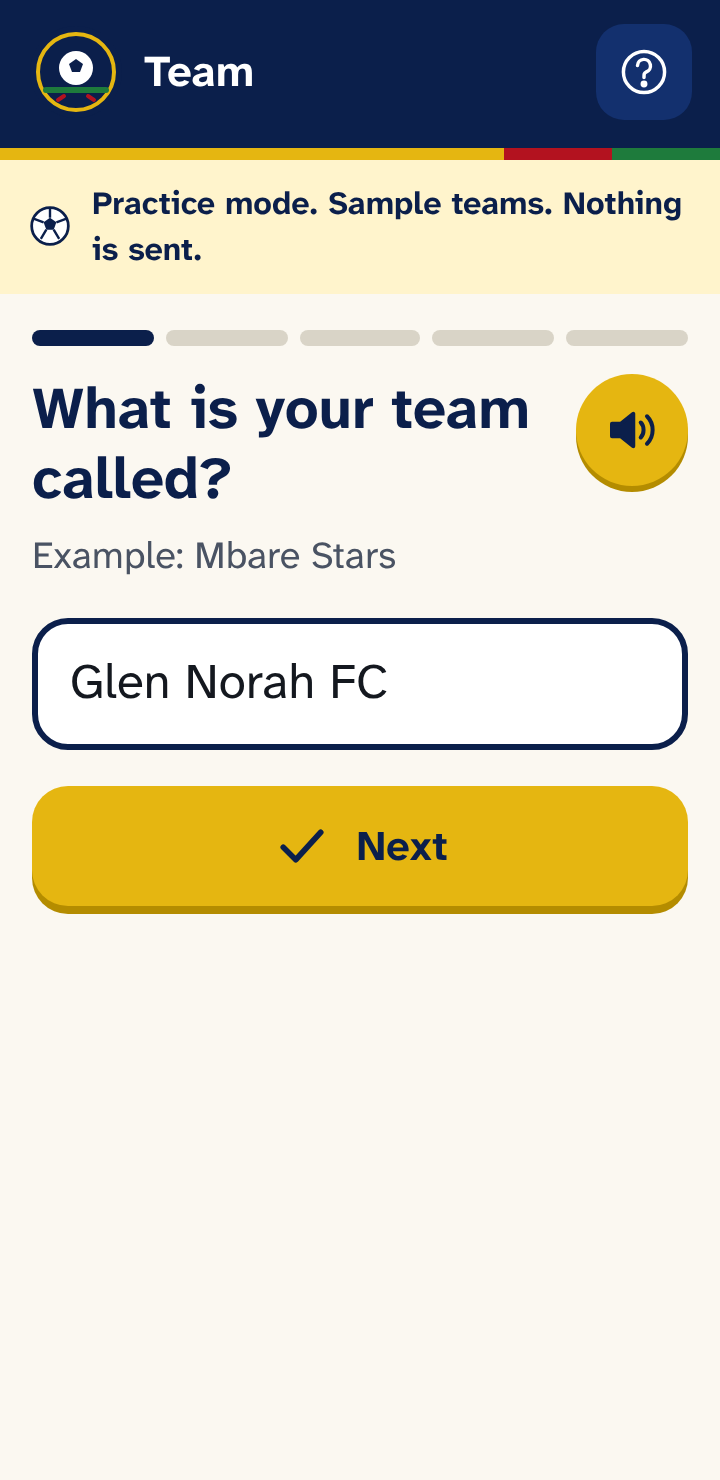 Team
Practice mode. Sample teams. Nothing
is sent.
What is your team
called?
Example: Mbare Stars
Glen Norah FC
Next